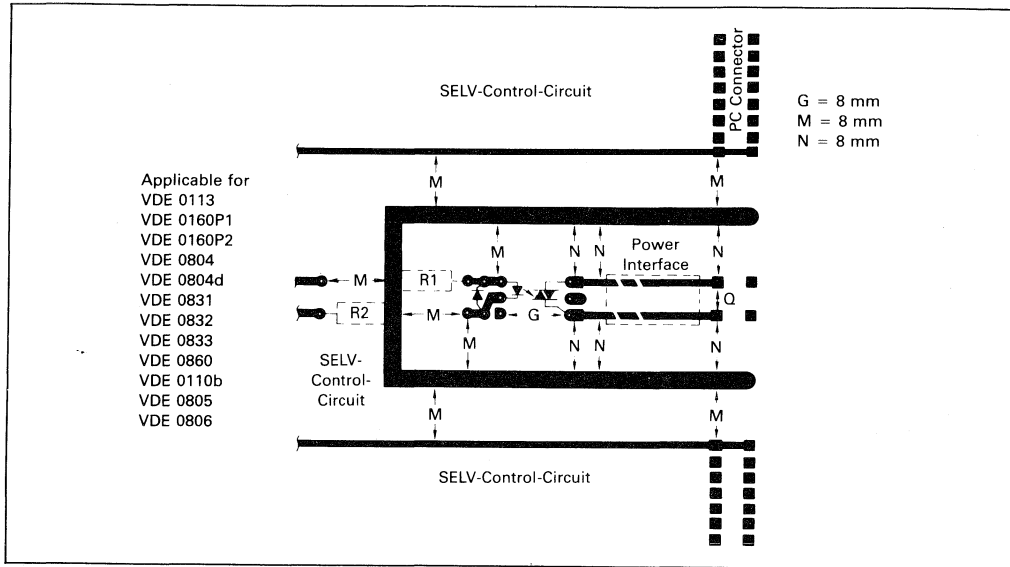 SELV-Control-Circuit
PC Connector
G = 8 mm
M = 8 mm
N = 8 mm
Applicable for
VDE 0113
VDE 0160P1
VDE 0160P2
VDE 0804
VDE 0804d
VDE 0831
VDE 0832
VDE 0833
VDE 0860
VDE 0110b
VDE 0805
VDE 0806
M
M
M
N
N
Power
Interface
N
M
R1
Q
R2
M
G
M
N
N
N
SELV-
Control-
Circuit
M
M
SELV-Control-Circuit